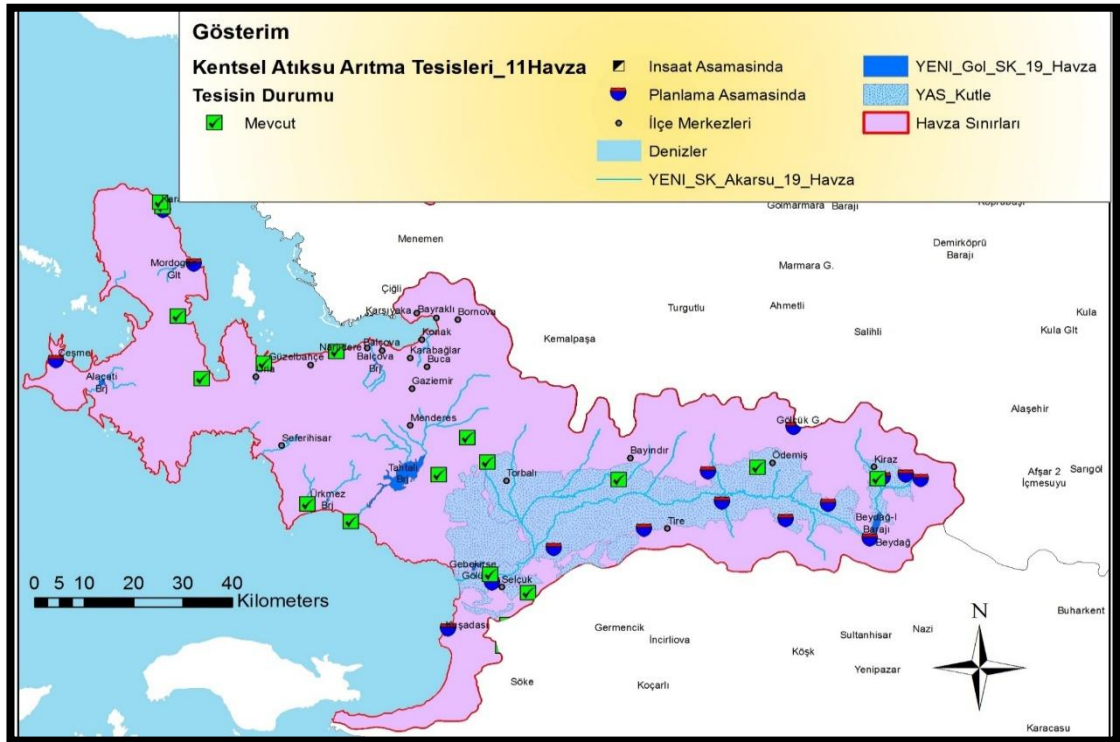 Gösterim
Kentsel Atıksu Arıtma Tesisleri_11Havza
Tesisin Durumu
Mevcut
Insaat Asamasinda
Planlama Asamasinda
İlçe Merkezleri
Denizler
YENI_SK_Akarsu_19_Havza
YENI_Gol_SK_19_Havza
YAS_Kutle
Havza Sınırları
Gölmarmara
Barajı
Köprübaşı
Menemen
Demirköprü
Barajı
Marmara G.
Mordoğ
Glt
Çiğli
Turgutlu
Ahmetli
Karşıyaka
Bayraklı
Bornova
Kula
Kula Glt
Salihli
Kemalpaşa
Konak
Narlıdere
Balçova
Balçova
Brj
Karabağlar
Buca
Güzelbahçe
Çeşme
Alaçatı
Brj
Gaziemir
Alaşehir
Menderes
Gölcük G.
Seferihisar
Bayındır
Ödemiş
Kiraz
Tahtalı
Brj
Torbalı
Afşar 2
İçmesuyu
Sarıgöl
Ürkmez
Brj
Tire
Beydağ-I
Barajı
Beydağ
Gebekirse
Gölü
Selçuk
0 5 10 20 30 40
Kilometers
N
Kuşadası
Germencik
İncirliova
Sultanhisar
Nazi
Buharkent
Köşk
Yenipazar
Söke
Koçarlı
Karacasu